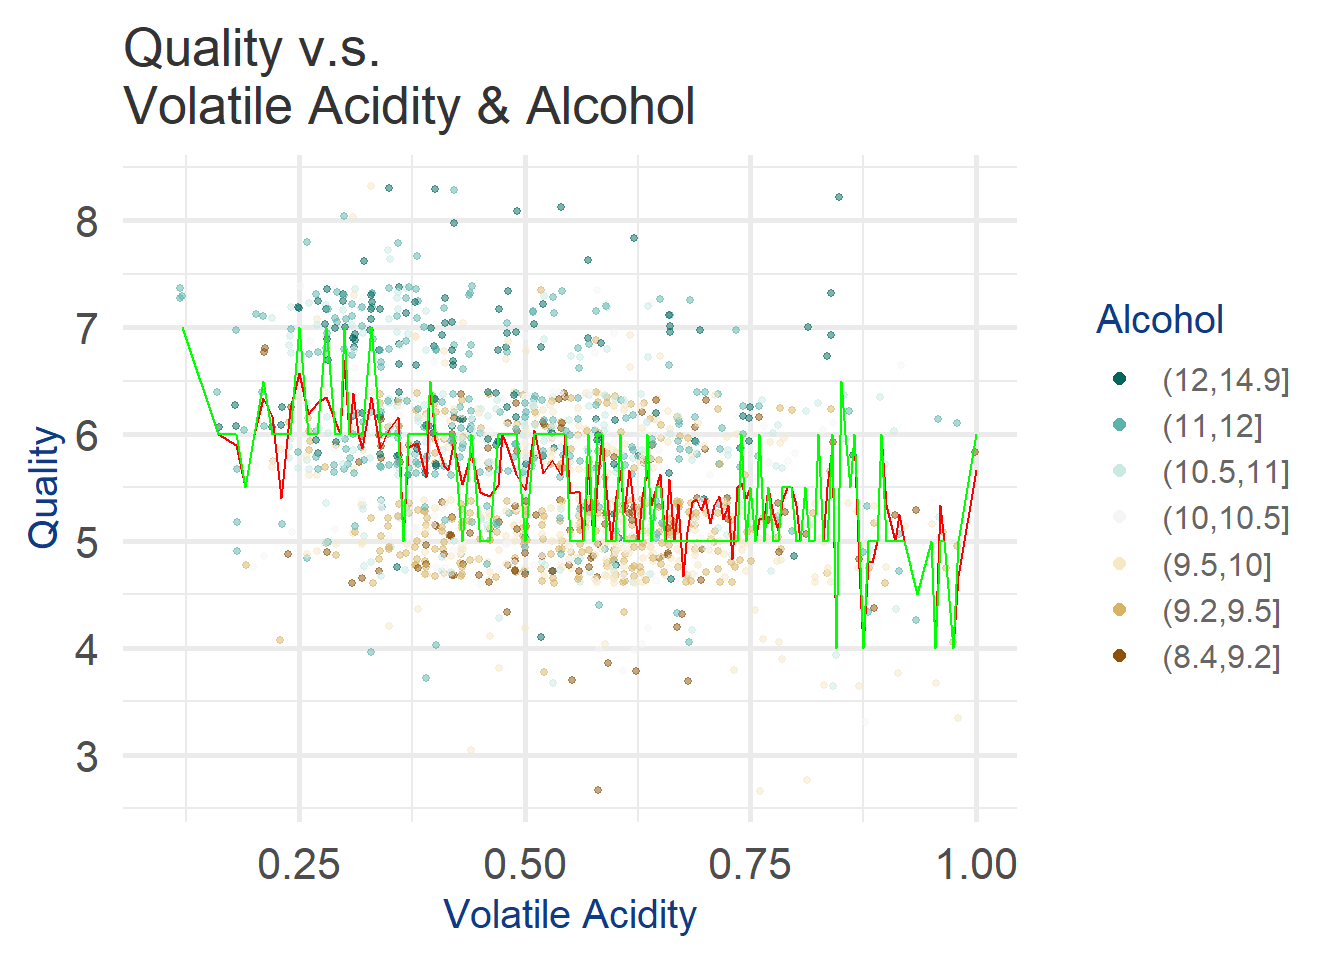 Quality v.s.
Volatile Acidity & Alcohol
Quality
8
7
6
5
4
3
0.25 0.50 0.75 1.00
Volatile Acidity
Alcohol
(12,14.9]
(11,12]
(10.5,11]
(10,10.5]
(9.5,10]
(9.2,9.5]
(8.4,9.2]